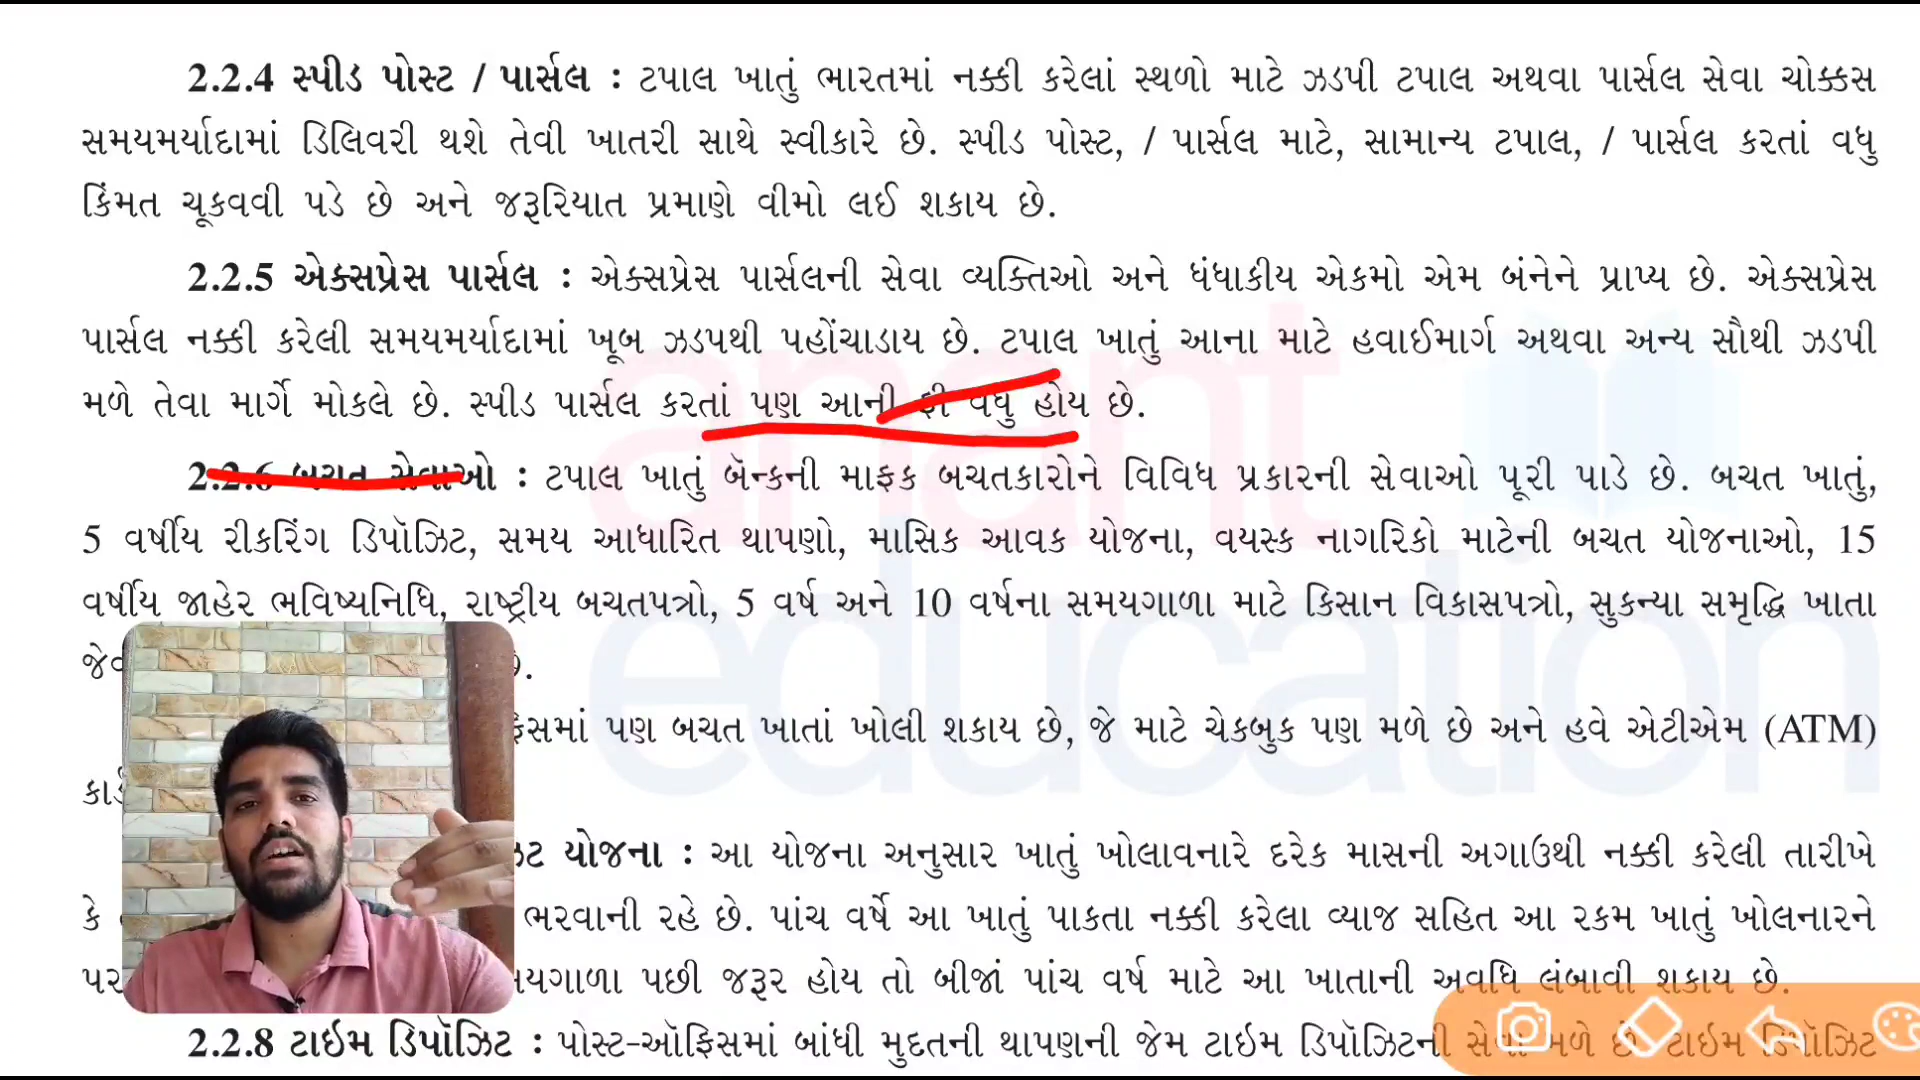 2.2.4 સ્પીડ પોસ્ટ / પાર્સલ : ટપાલ ખાતું ભારતમાં નક્કી કરેલાં સ્થળો માટે ઝડપી ટપાલ અથવા પાર્સલ સેવા ચોક્કસ
સમયમર્યાદામાં ડિલિવરી થશે તેવી ખાતરી સાથે સ્વીકારે છે. સ્પીડ પોસ્ટ, / પાર્સલ માટે, સામાન્ય ટપાલ, / પાર્સલ કરતાં વધુ
કિંમત ચૂકવવી પડે છે અને જરૂરિયાત પ્રમાણે વીમો લઈ શકાય છે.
2.2.5 એક્સપ્રેસ પાર્સલ : એક્સપ્રેસ પાર્સલની સેવા વ્યક્તિઓ અને ધંધાકીય એકમો એમ બંનેને પ્રાપ્ય છે. એક્સપ્રેસ
પાર્સલ નક્કી કરેલી સમયમર્યાદામાં ખૂબ ઝડપથી પહોંચાડાય છે. ટપાલ ખાતું આના માટે હવાઈમાર્ગ અથવા અન્ય સૌથી ઝડપી
મળે તેવા માર્ગે મોકલે છે. સ્પીડ પાર્સલ કરતાં પણ આની ફી વધુ હોય છે.
2.2.6 બચત સેવાઓ : ટપાલ ખાતું બૅન્કની માફક બચતકારોને વિવિધ પ્રકારની સેવાઓ પૂરી પાડે છે. બચત ખાતું,
5 વર્ષીય રીકરિંગ ડિપૉઝિટ, સમય આધારિત થાપણો, માસિક આવક યોજના, વયસ્ક નાગરિકો માટેની બચત યોજનાઓ, 15
વર્ષીય જાહેર ભવિષ્યનિધિ, રાષ્ટ્રીય બચતપત્રો, 5 વર્ષ અને 10 વર્ષના સમયગાળા માટે કિસાન વિકાસપત્રો, સુકન્યા સમૃદ્ધિ ખાતા
પણ બચત ખાતાં ખોલી શકાય છે, જે માટે ચેકબુક પણ મળે છે અને હવે એટીએમ (ATM)
યોજના : આ યોજના અનુસાર ખાતું ખોલાવનારે દરેક માસની અગાઉથી નક્કી કરેલી તારીખે
કે ભરવાની રહે છે. પાંચ વર્ષે આ ખાતું પાકતા નક્કી કરેલા વ્યાજ સહિત આ રકમ ખાતું ખોલનારને
પછી જરૂર હોય તો બીજાં પાંચ વર્ષ માટે આ ખાતાની અવધિ લંબાવી શકાય છે.
2.2.8 ટાઇમ ડિપૉઝિટ : પોસ્ટ-ઑફિસમાં બાંધી મુદતની થાપણની જેમ ટાઇમ ડિપૉઝિટની સેવા મળે છે. ટાઇમ ડિપૉઝિટ
anant
education